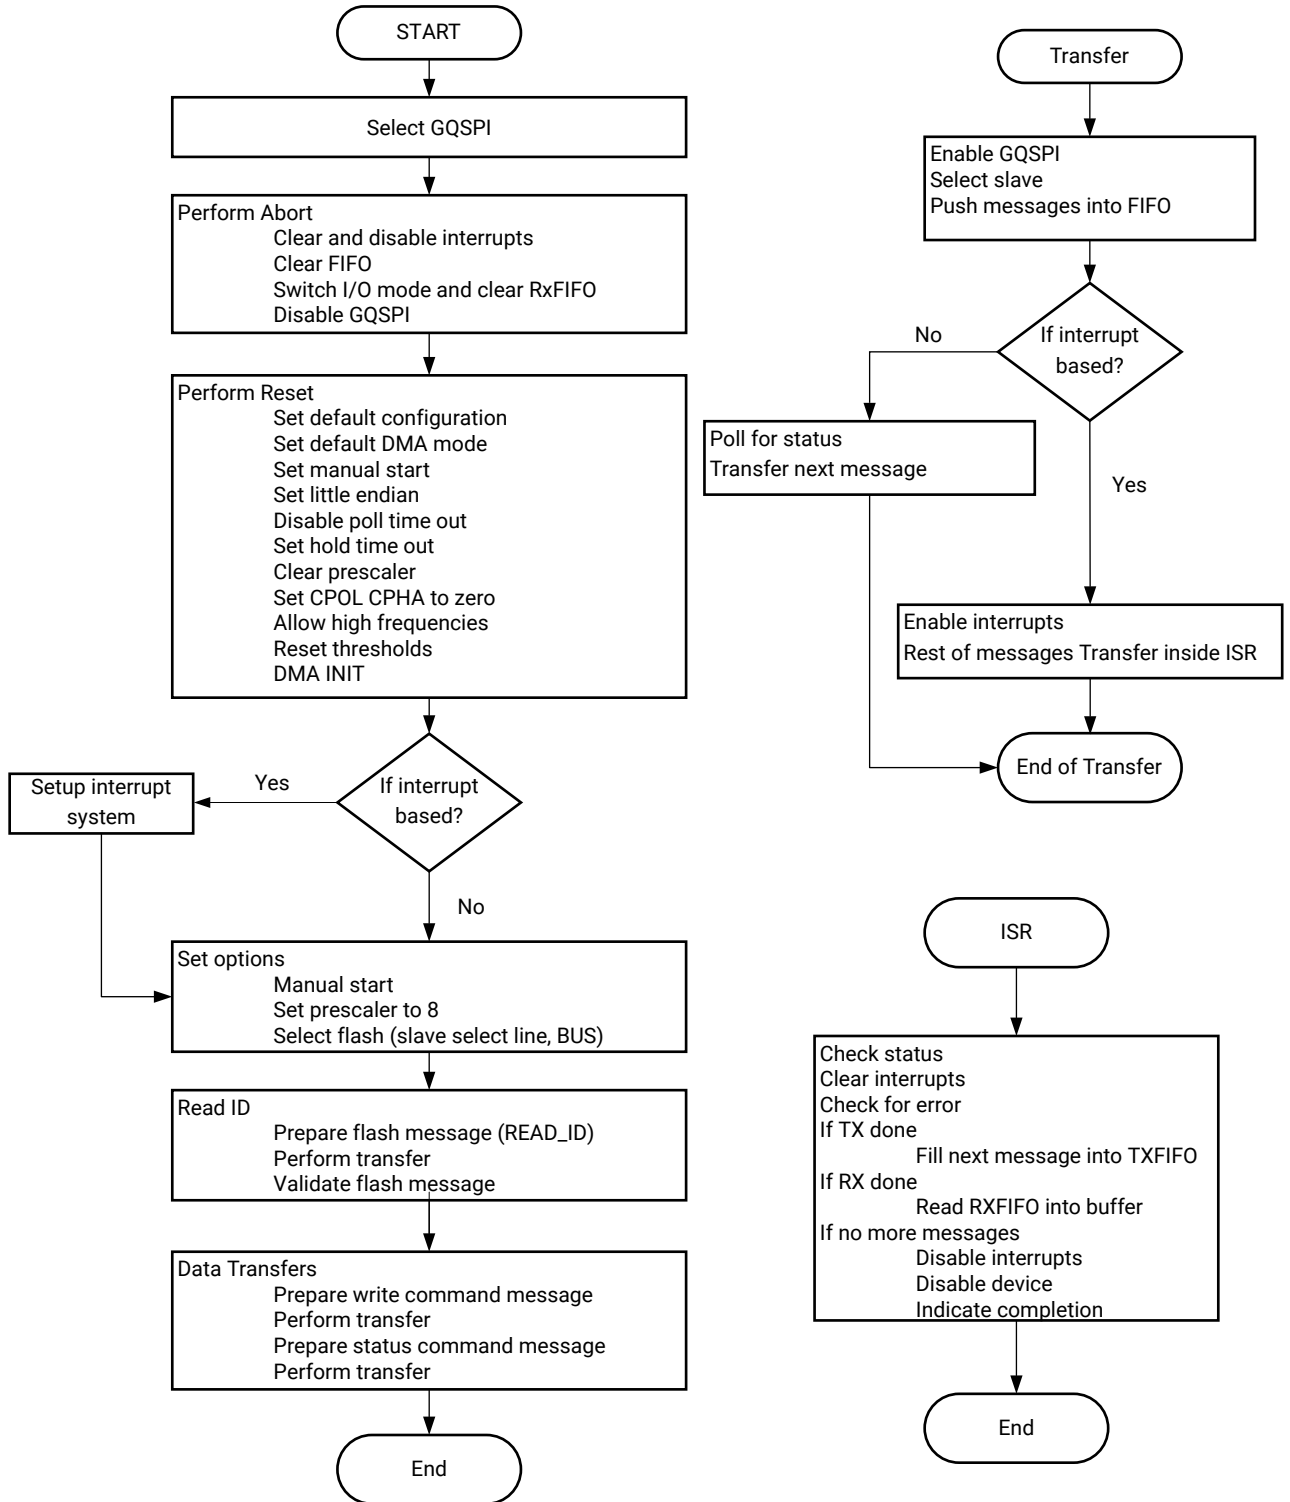 START
Select GQSPI
Perform Abort
Clear and disable interrupts
Clear FIFO
Switch I/O mode and clear RxFIFO
Disable GQSPI
Perform Reset
Set default configuration
Set default DMA mode
Set manual start
Set little endian
Disable poll time out
Set hold time out
Clear prescaler
Set CPOL CPHA to zero
Allow high frequencies
Reset thresholds
DMA INIT
If interrupt
based?
Yes
Setup interrupt
system
No
Set options
Manual start
Set prescaler to 8
Select flash (slave select line, BUS)
Read ID
Prepare flash message (READ_ID)
Perform transfer
Validate flash message
Data Transfers
Prepare write command message
Perform transfer
Prepare status command message
Perform transfer
End
Transfer
Enable GQSPI
Select slave
Push messages into FIFO
If interrupt
based?
No
Poll for status
Transfer next message
Yes
Enable interrupts
Rest of messages Transfer inside ISR
End of Transfer
ISR
Check status
Clear interrupts
Check for error
If TX done
Fill next message into TXFIFO
If RX done
Read RXFIFO into buffer
If no more messages
Disable interrupts
Disable device
Indicate completion
End